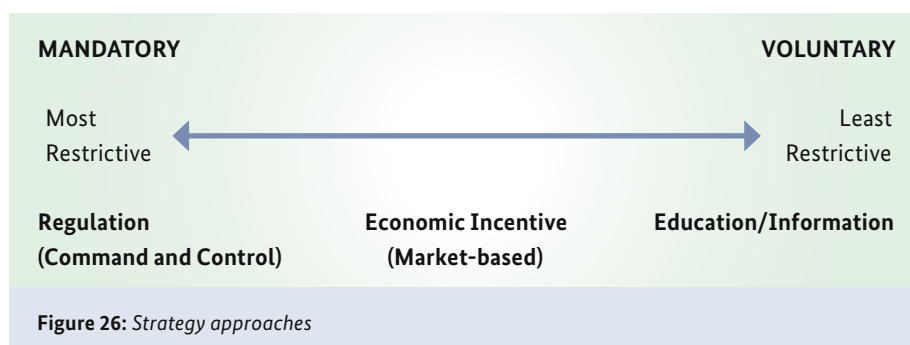 MANDATORY VOLUNTARY
Most Least
Restrictive Restrictive
Regulation Economic Incentive Education/Information
(Command and Control) (Market-based)
Figure 26: Strategy approaches